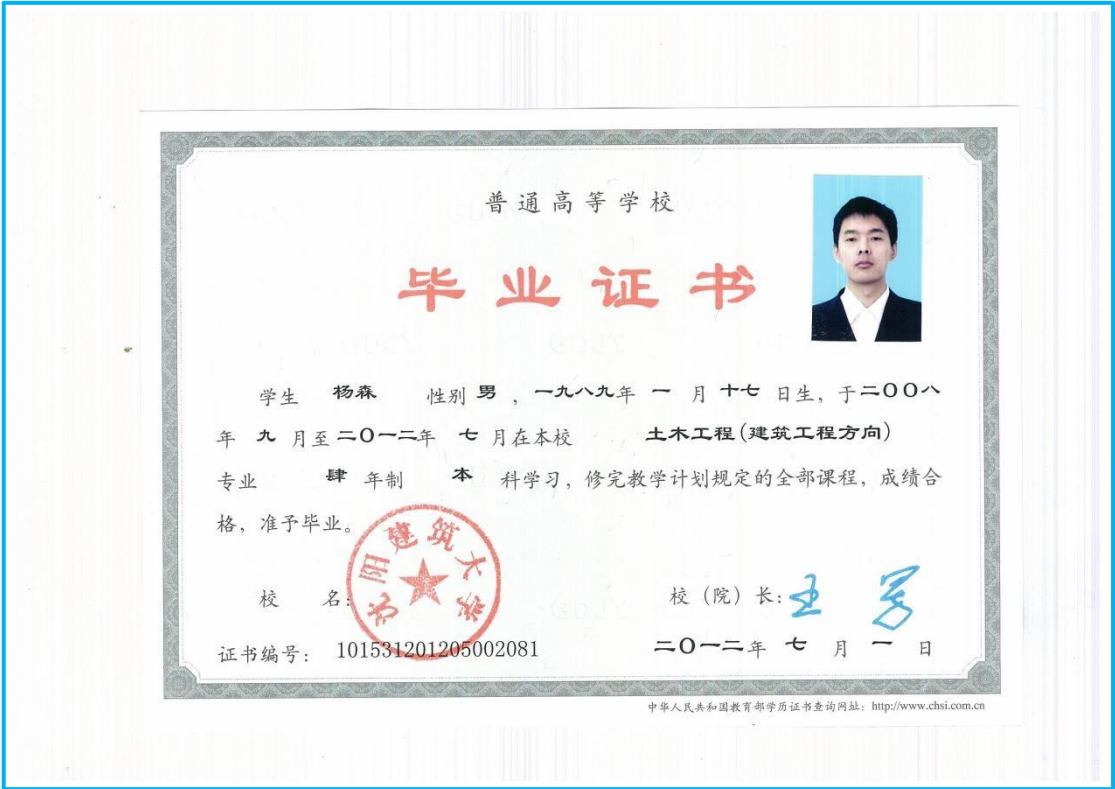 普通高等学校
毕业证书
学生 杨森 性别 男 ，一九八九年 一 月 十七 日生，于二〇〇八
年 九 月至二〇一二年 七 月在本校 土木工程(建筑工程方向)
专业 肆 年制 本 科学习，修完教学计划规定的全部课程，成绩合
格，准予毕业。
沈阳建筑大学
校 名：
校（院）长：
证书编号： 101531201205002081
二〇一二年 七 月 一 日
中华人民共和国教育部学历证书查询网址：http://www.chsi.com.cn